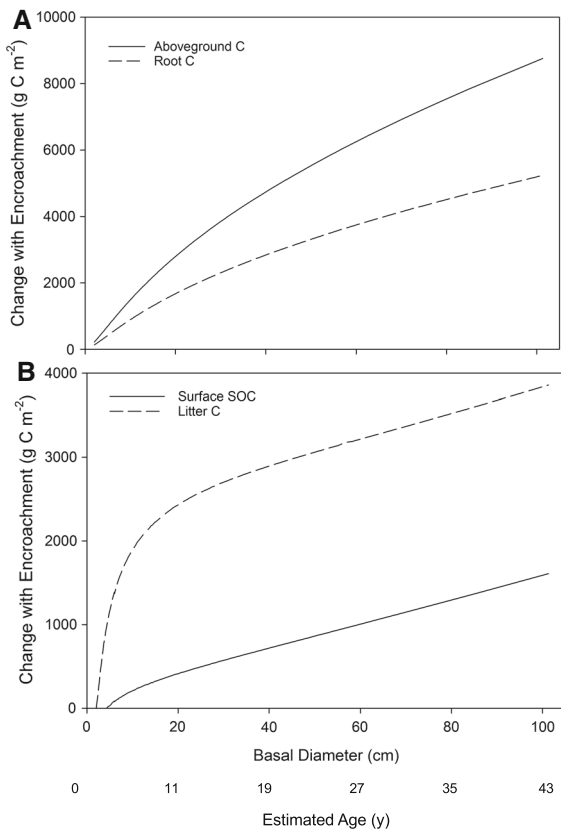 A
10000
Aboveground C
Root C
8000
6000
4000
2000
0
Change with Encroachment (g C m⁻²)
B
4000
Surface SOC
Litter C
3000
2000
1000
0
Change with Encroachment (g C m⁻²)
0 20 40 60 80 100
Basal Diameter (cm)
0 11 19 27 35 43
Estimated Age (y)